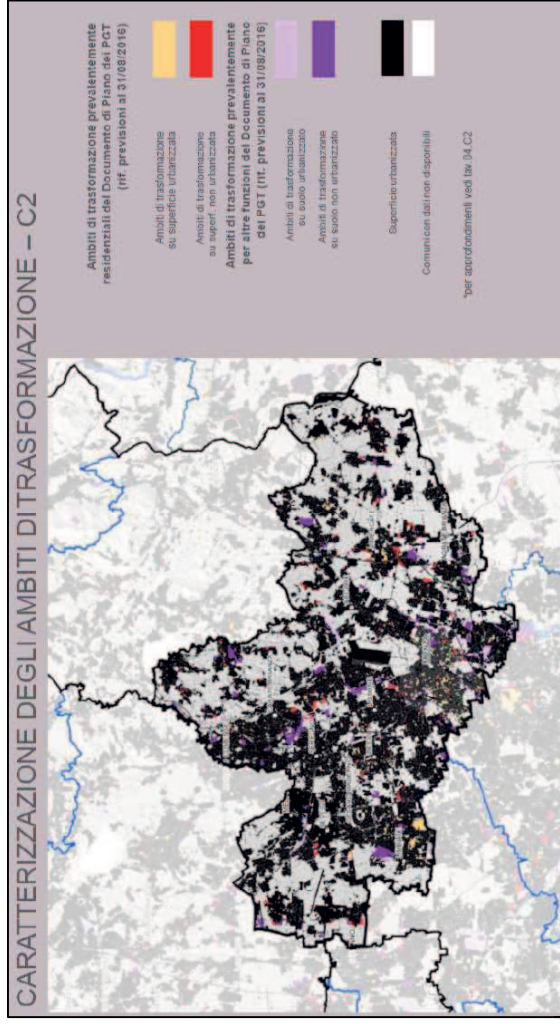 CARATTERIZZAZIONE DEGLI AMBITI DI TRASFORMAZIONE – C2
Ambiti di trasformazione prevalentemente
residenziali del Documento di Piano dei PGT
(rif. previsioni al 31/08/2016)
Ambiti di trasformazione
su superficie urbanizzata
Ambiti di trasformazione
su superf. non urbanizzata
Ambiti di trasformazione prevalentemente
per altre funzioni del Documento di Piano
dei PGT (rif. previsioni al 31/08/2016)
Ambiti di trasformazione
su suolo urbanizzato
Ambiti di trasformazione
su suolo non urbanizzato
Superficie urbanizzata
Comuni con dati non disponibili
*per approfondimenti vedi tav. 04.C2